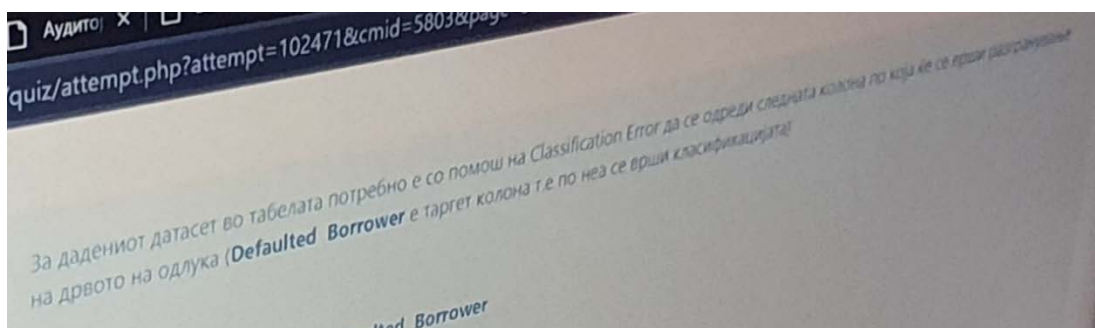 Аудито
quiz/attempt.php?attempt=102471&cmid=5803&page
За дадениот датасет во табелата потребно е со помош на Classification Error да се одреди следната колона по која ќе се врши разгранување
на дрвото на одлука (Defaulted Borrower е таргет колона т.е по неа се врши класификацијата)
Borrower